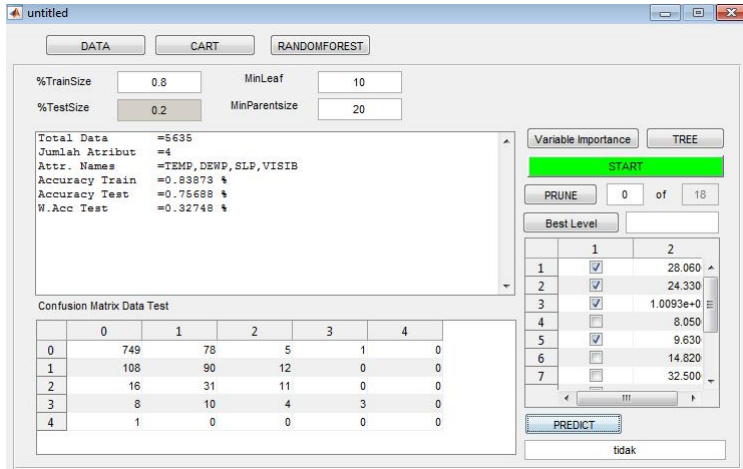 untitled
DATA CART RANDOMFOREST
%TrainSize 0.8 MinLeaf 10
%TestSize 0.2 MinParentsize 20
Total Data =5635
Jumlah Atribut =4
Attr. Names =TEMP,DEWP,SLP,VISIB
Accuracy Train =0.83873 %
Accuracy Test =0.75688 %
W.Acc Test =0.32748 %
Variable Importance TREE
START
PRUNE 0 of 18
Best Level
1 2
1 28.060
2 24.330
3 1.0093e+0
4 8.050
5 9.630
6 14.820
7 32.500
PREDICT
tidak
Confusion Matrix Data Test
0 1 2 3 4
0 749 78 5 1 0
1 108 90 12 0 0
2 16 31 11 0 0
3 8 10 4 3 0
4 1 0 0 0 0